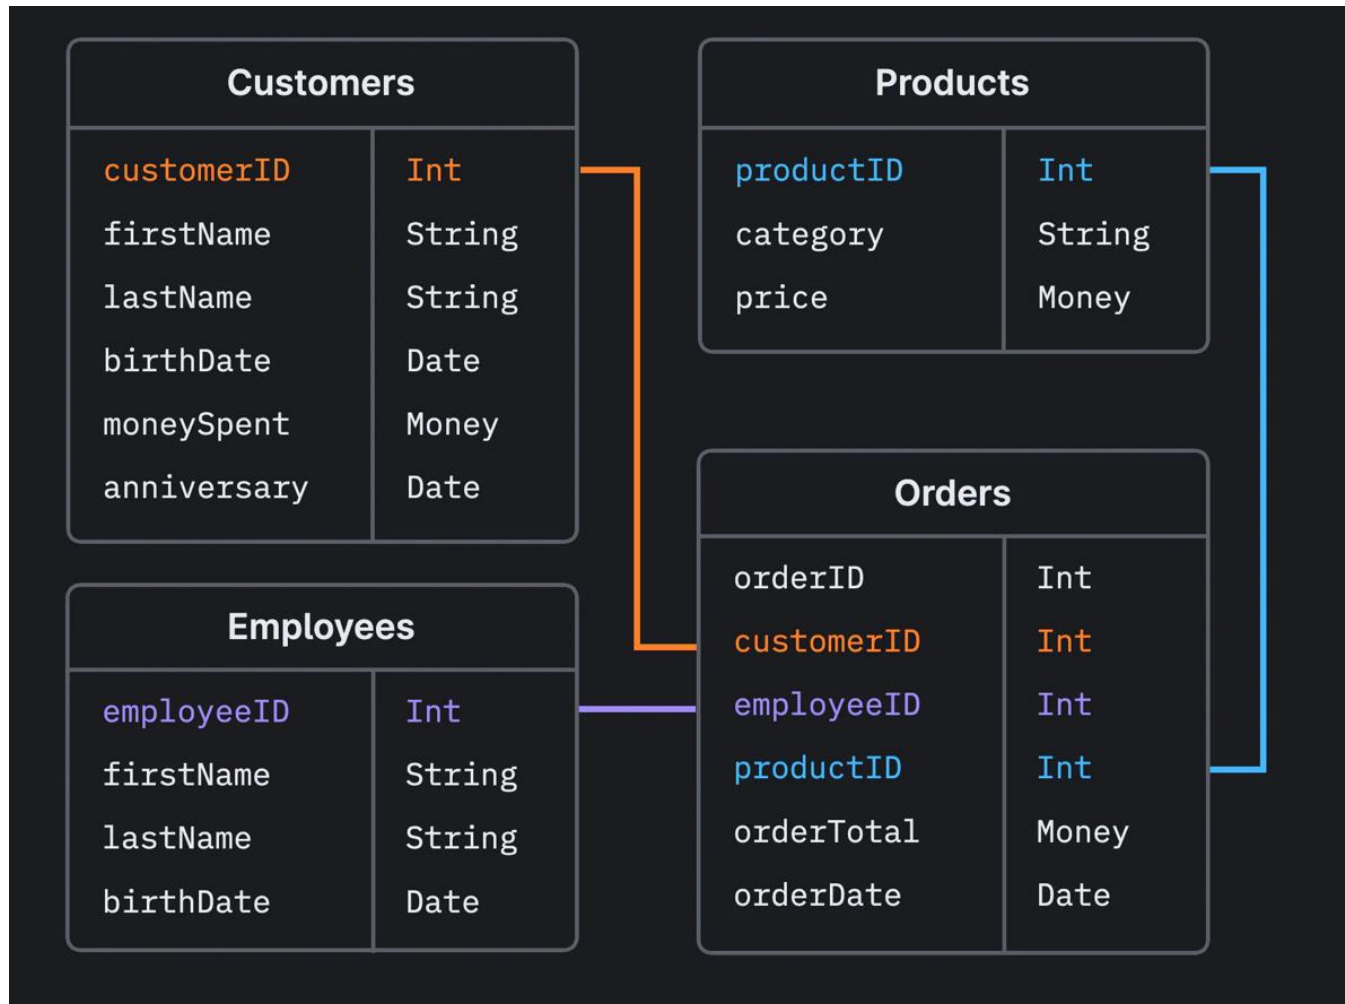 Customers
customerID Int
firstName String
lastName String
birthDate Date
moneySpent Money
anniversary Date
Products
productID Int
category String
price Money
Employees
employeeID Int
firstName String
lastName String
birthDate Date
Orders
orderID Int
customerID Int
employeeID Int
productID Int
orderTotal Money
orderDate Date